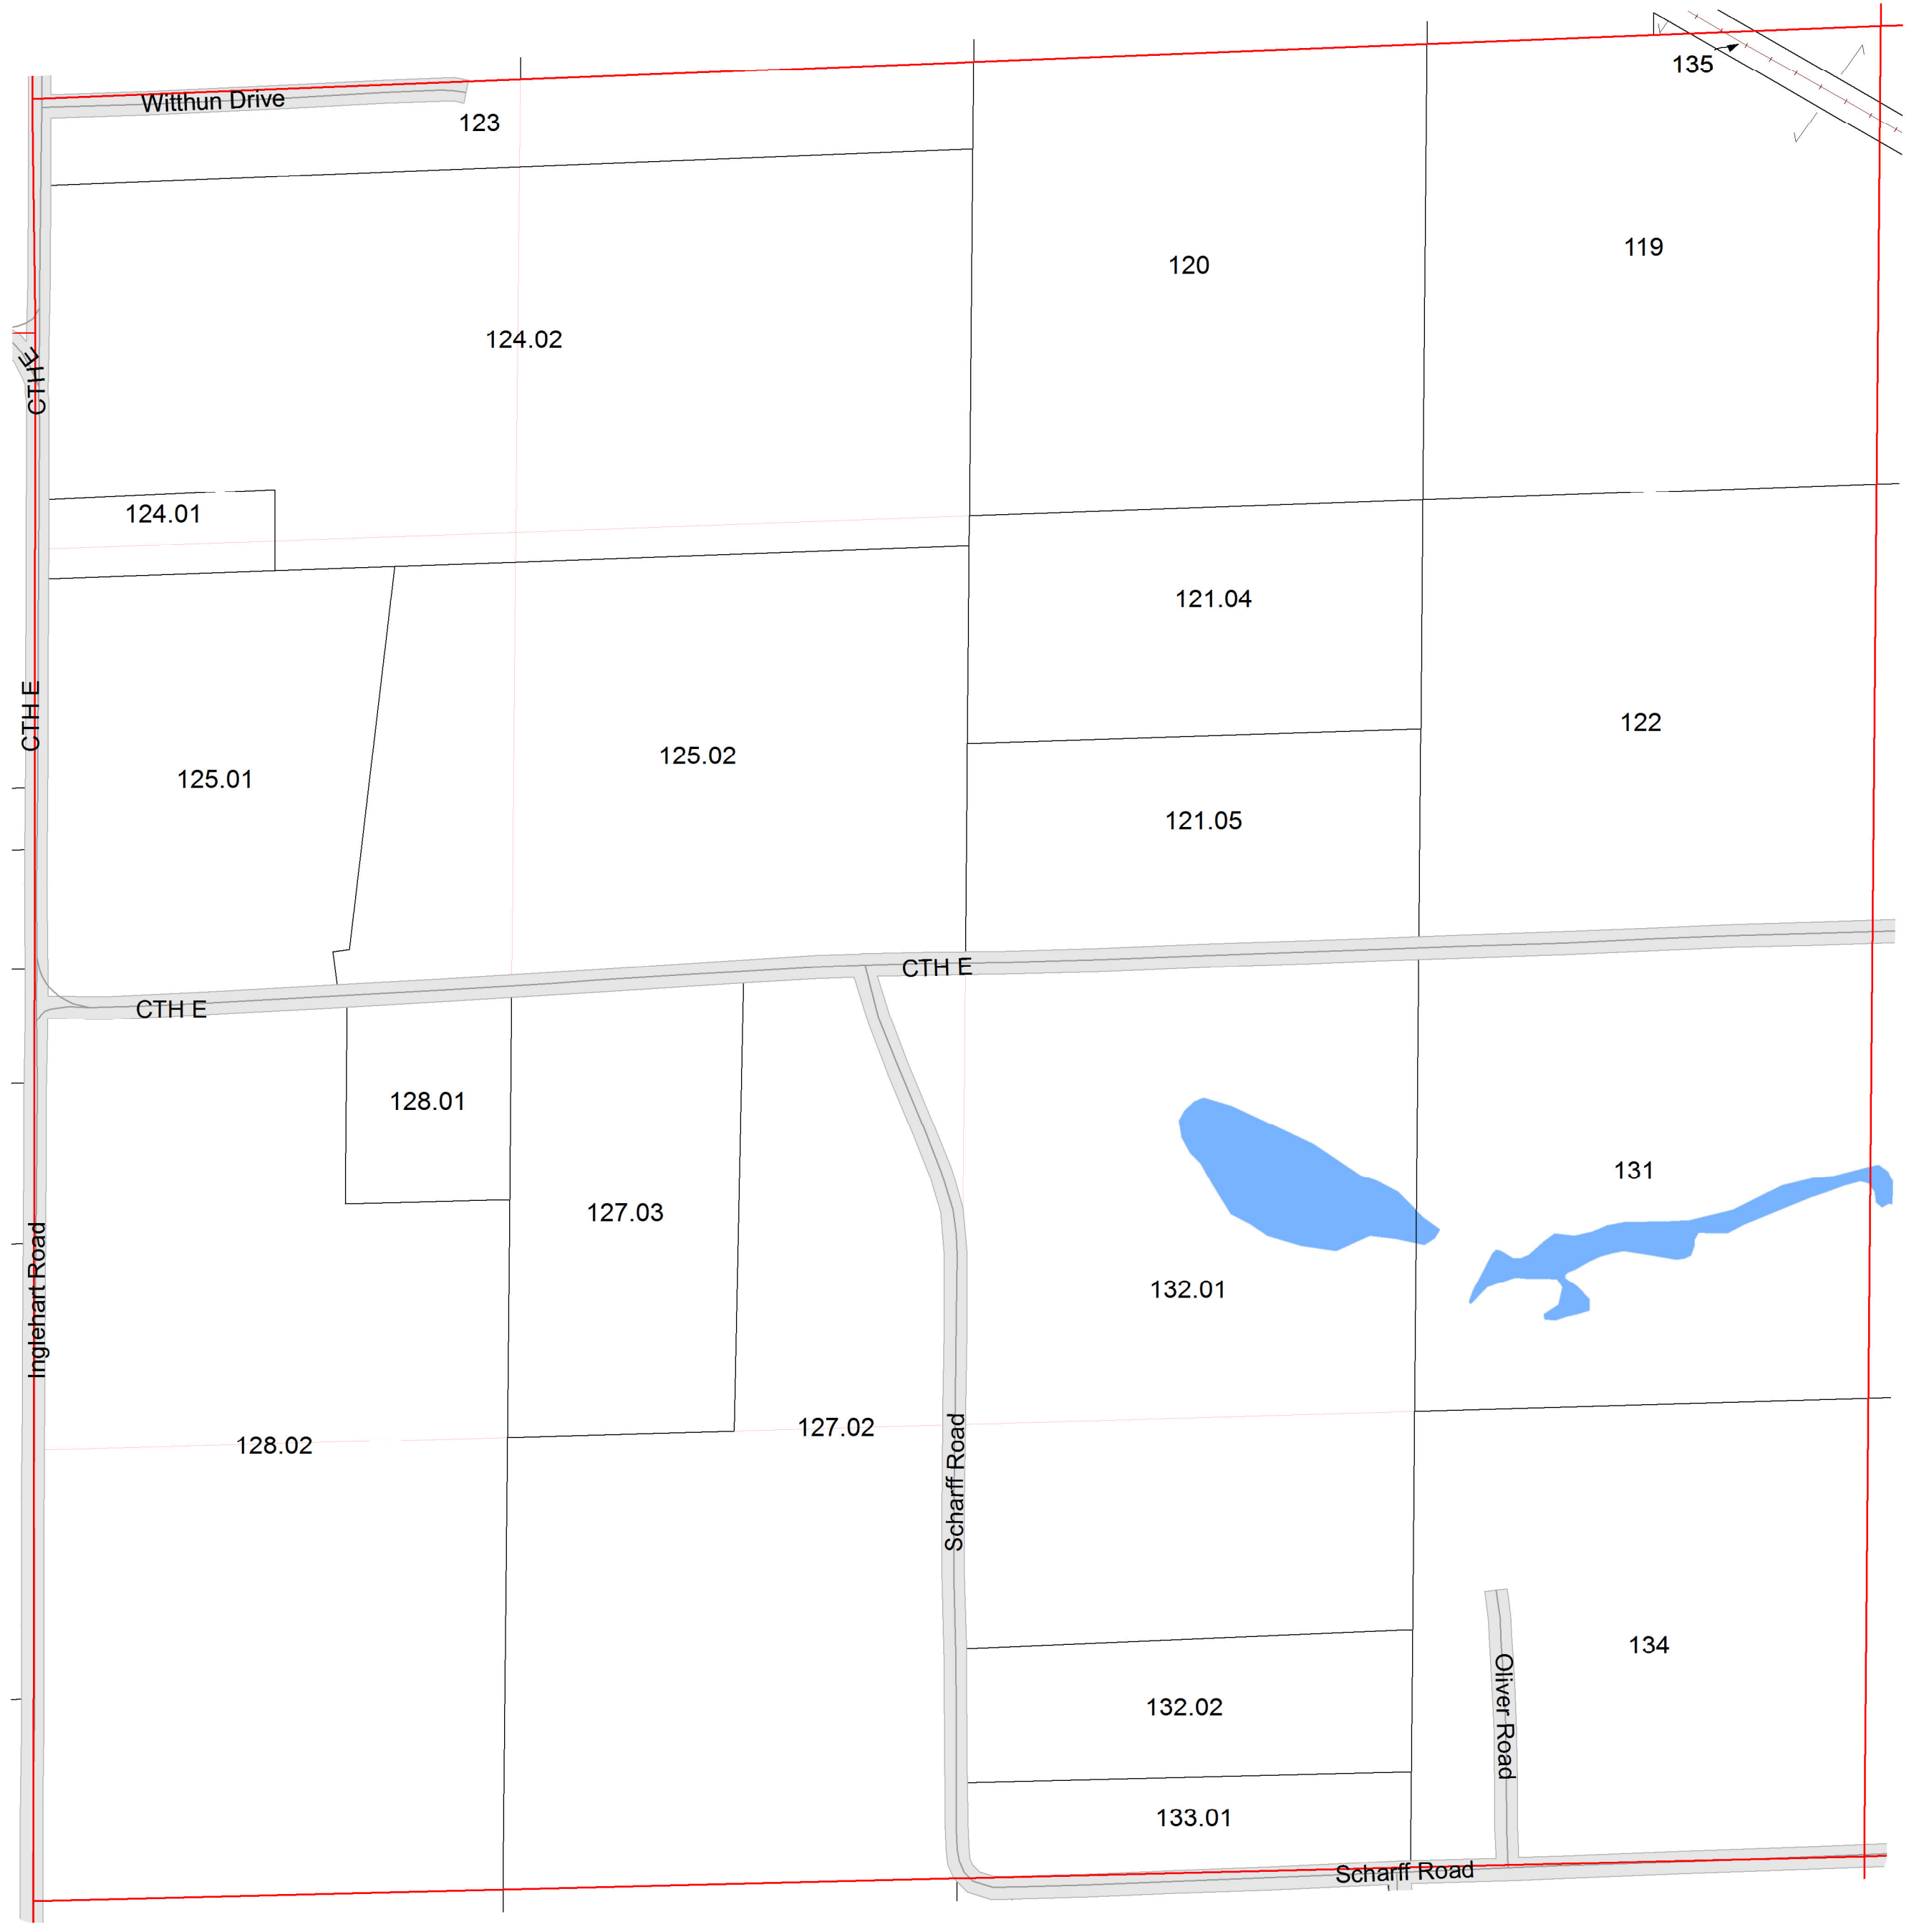 135
Witthun Drive
123
119
120
124.02
CTH E
E
124.01
121.04
CTH E
122
125.02
125.01
121.05
CTH E
CTH E
128.01
131
127.03
132.01
Inglehart Road
127.02
128.02
Scharff Road
134
Oliver Road
132.02
133.01
Scharff Road